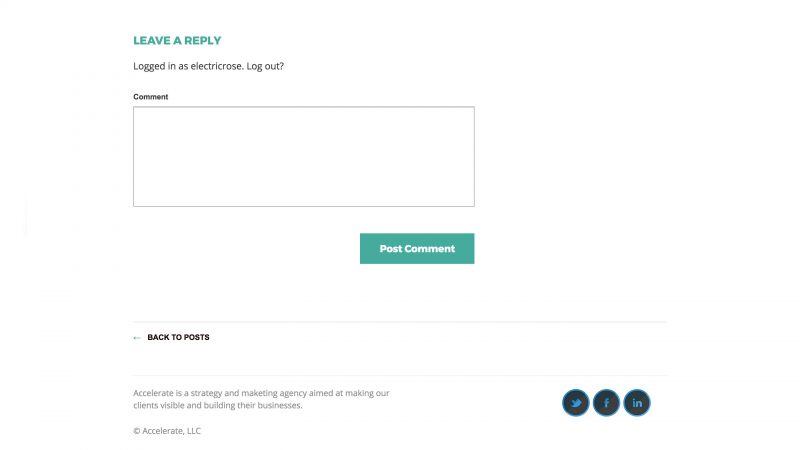 LEAVE A REPLY
Logged in as electricrose. Log out?
Comment
Post Comment
← BACK TO POSTS
Accelerate is a strategy and maketing agency aimed at making our
clients visible and building their businesses.
© Accelerate, LLC